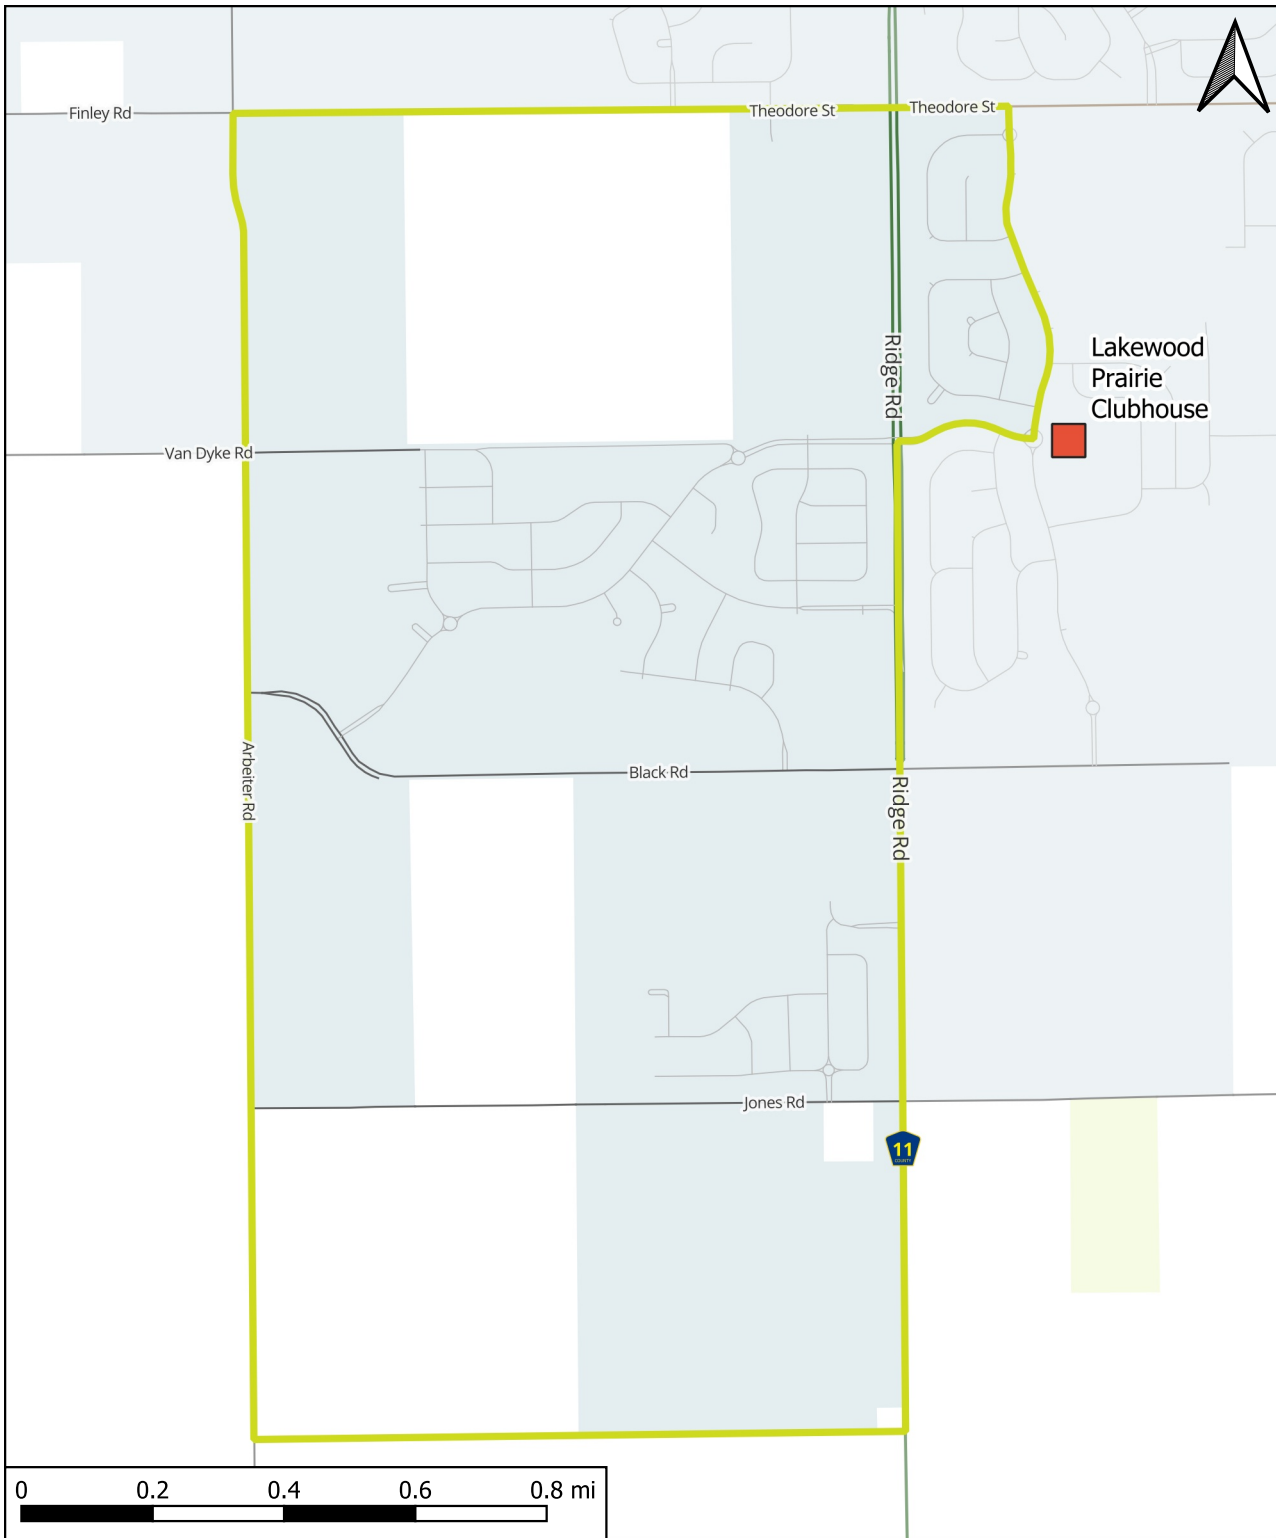 Finley Rd
Theodore St
Theodore St
Ridge Rd
Lakewood
Prairie
Clubhouse
Van Dyke Rd
Arbeiter Rd
Black Rd
Ridge Rd
Jones Rd
11
COUNTY
0 0.2 0.4 0.6 0.8 mi